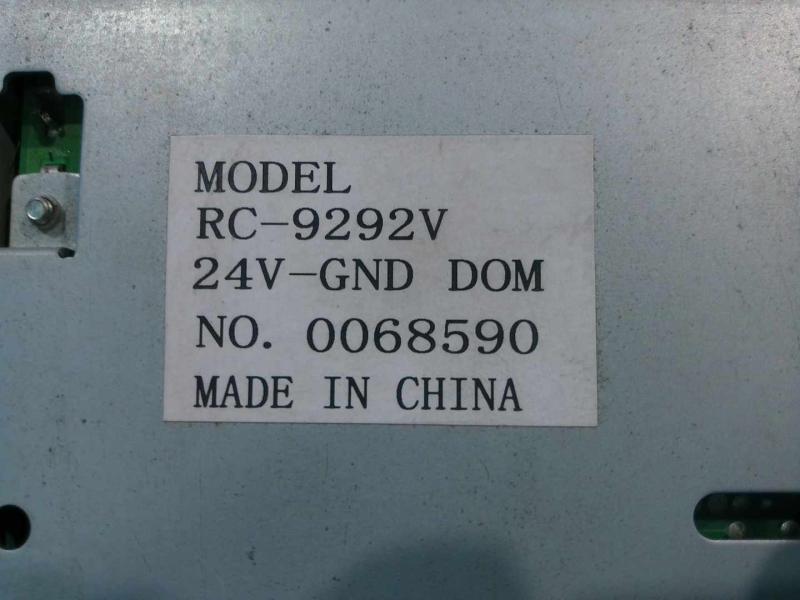 MODEL
RC-9292V
24V-GND DOM
NO. 0068590
MADE IN CHINA